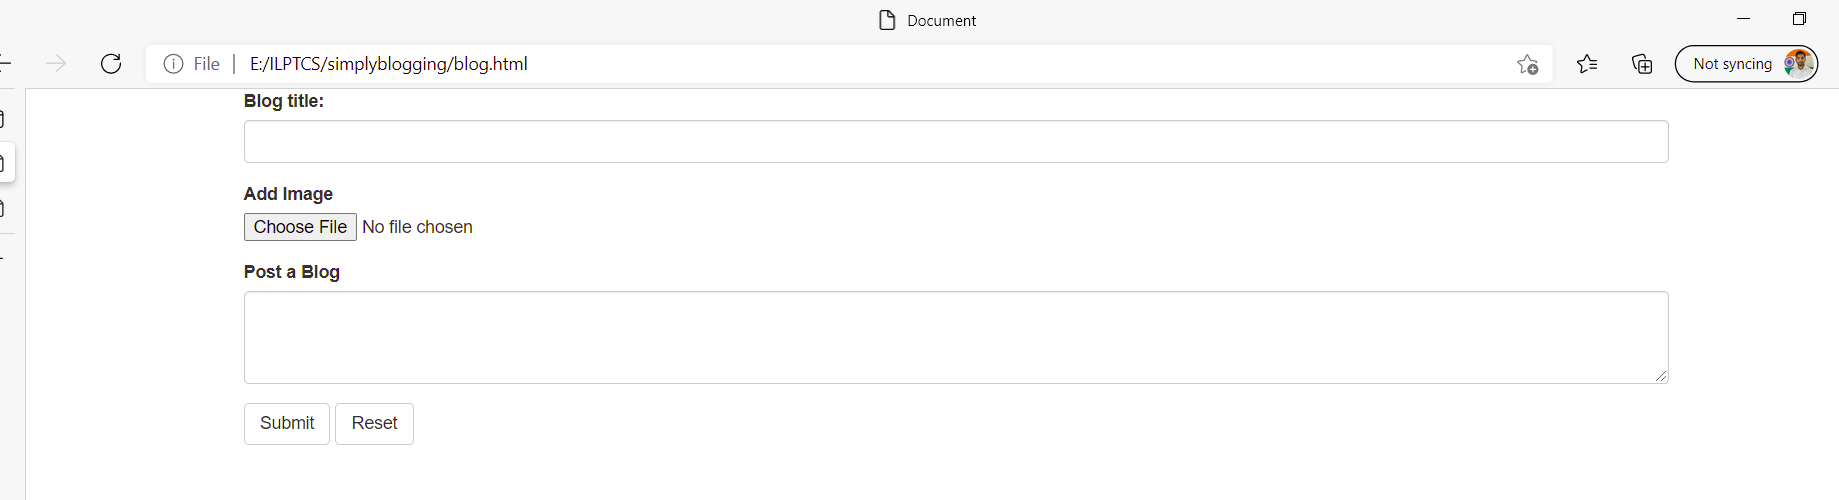 Document
File E:/ILPTCS/simplyblogging/blog.html Not syncing
Blog title:
Add Image
Choose File No file chosen
Post a Blog
Submit Reset